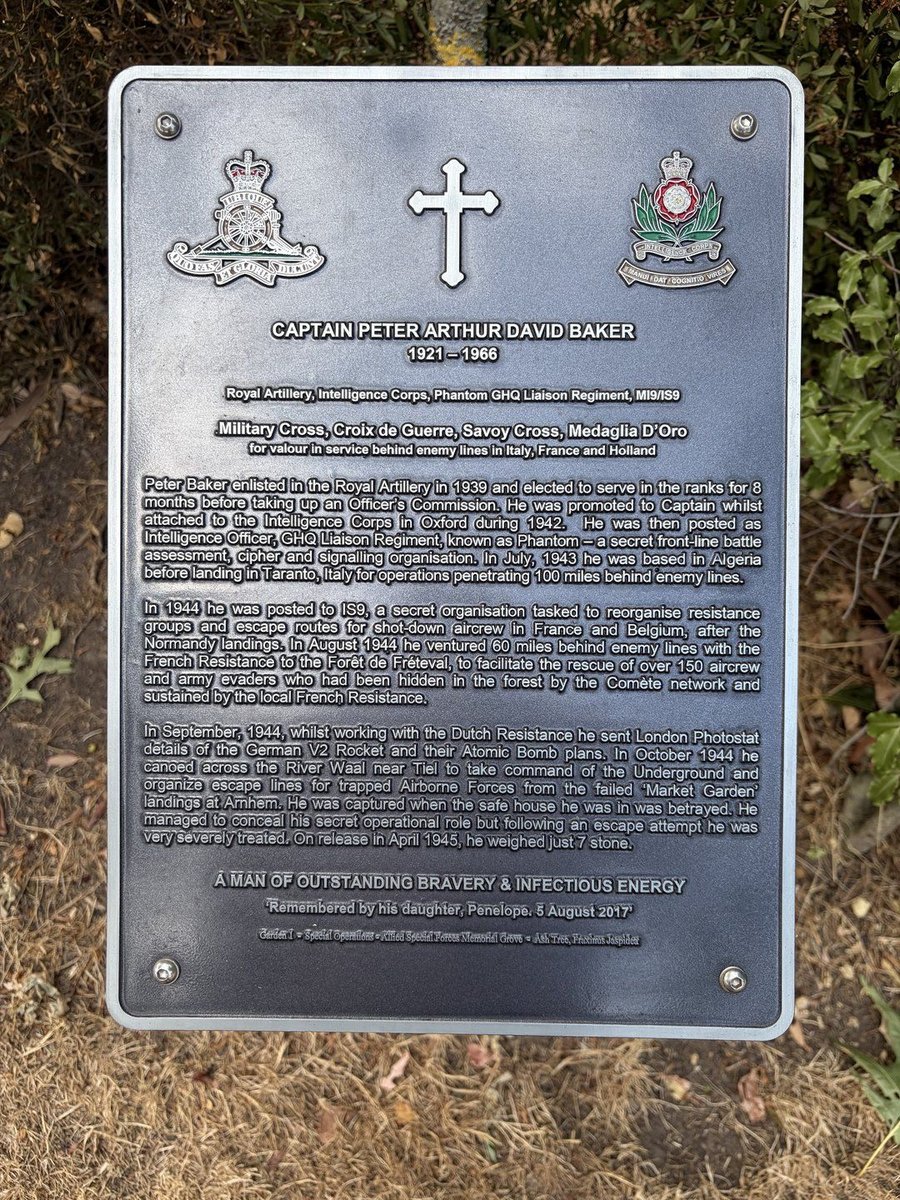 UBIQUE
QUO FAS ET GLORIA DUCUNT
INTELLIGENCE CORPS
MANUI DAT COGNITIO VIRES
CAPTAIN PETER ARTHUR DAVID BAKER
1921 – 1966
Royal Artillery, Intelligence Corps, Phantom GHQ Liaison Regiment, MI9/IS9
Military Cross, Croix de Guerre, Savoy Cross, Medaglia D'Oro
for valour in service behind enemy lines in Italy, France and Holland
Peter Baker enlisted in the Royal Artillery in 1939 and elected to serve in the ranks for 8
months before taking up an Officer's Commission. He was promoted to Captain whilst
attached to the Intelligence Corps in Oxford during 1942. He was then posted as
Intelligence Officer, GHQ Liaison Regiment, known as Phantom – a secret front-line battle
assessment, cipher and signalling organisation. In July, 1943 he was based in Algeria
before landing in Taranto, Italy for operations penetrating 100 miles behind enemy lines.
In 1944 he was posted to IS9, a secret organisation tasked to reorganise resistance
groups and escape routes for shot-down aircrew in France and Belgium, after the
Normandy landings. In August 1944 he ventured 60 miles behind enemy lines with the
French Resistance to the Forêt de Fréteval, to facilitate the rescue of over 150 aircrew
and army evaders who had been hidden in the forest by the Comète network and
sustained by the local French Resistance.
In September, 1944, whilst working with the Dutch Resistance he sent London Photostat
details of the German V2 Rocket and their Atomic Bomb plans. In October 1944 he
canoed across the River Waal near Tiel to take command of the Underground and
organize escape lines for trapped Airborne Forces from the failed 'Market Garden'
landings at Arnhem. He was captured when the safe house he was in was betrayed. He
managed to conceal his secret operational role but following an escape attempt he was
very severely treated. On release in April 1945, he weighed just 7 stone.
A MAN OF OUTSTANDING BRAVERY & INFECTIOUS ENERGY
'Remembered by his daughter, Penelope. 5 August 2017'
Garden 1 – Special Operations – Allied Special Forces Memorial Grove – Ash Tree, Fraxinus Jaspidea